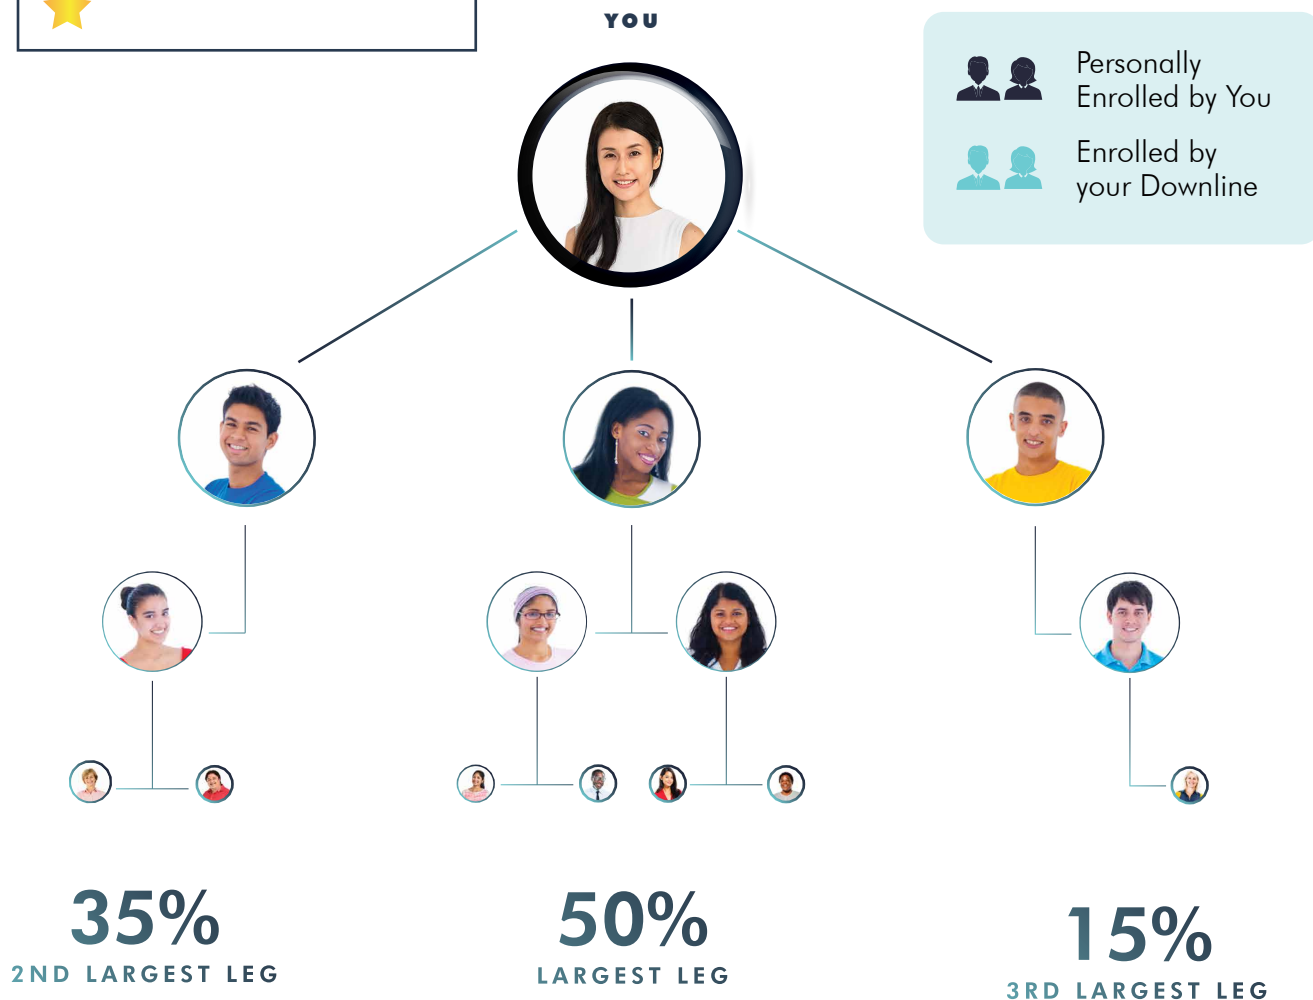 YOU
Personally
Enrolled by You
Enrolled by
your Downline
35%
2ND LARGEST LEG
50%
LARGEST LEG
15%
3RD LARGEST LEG